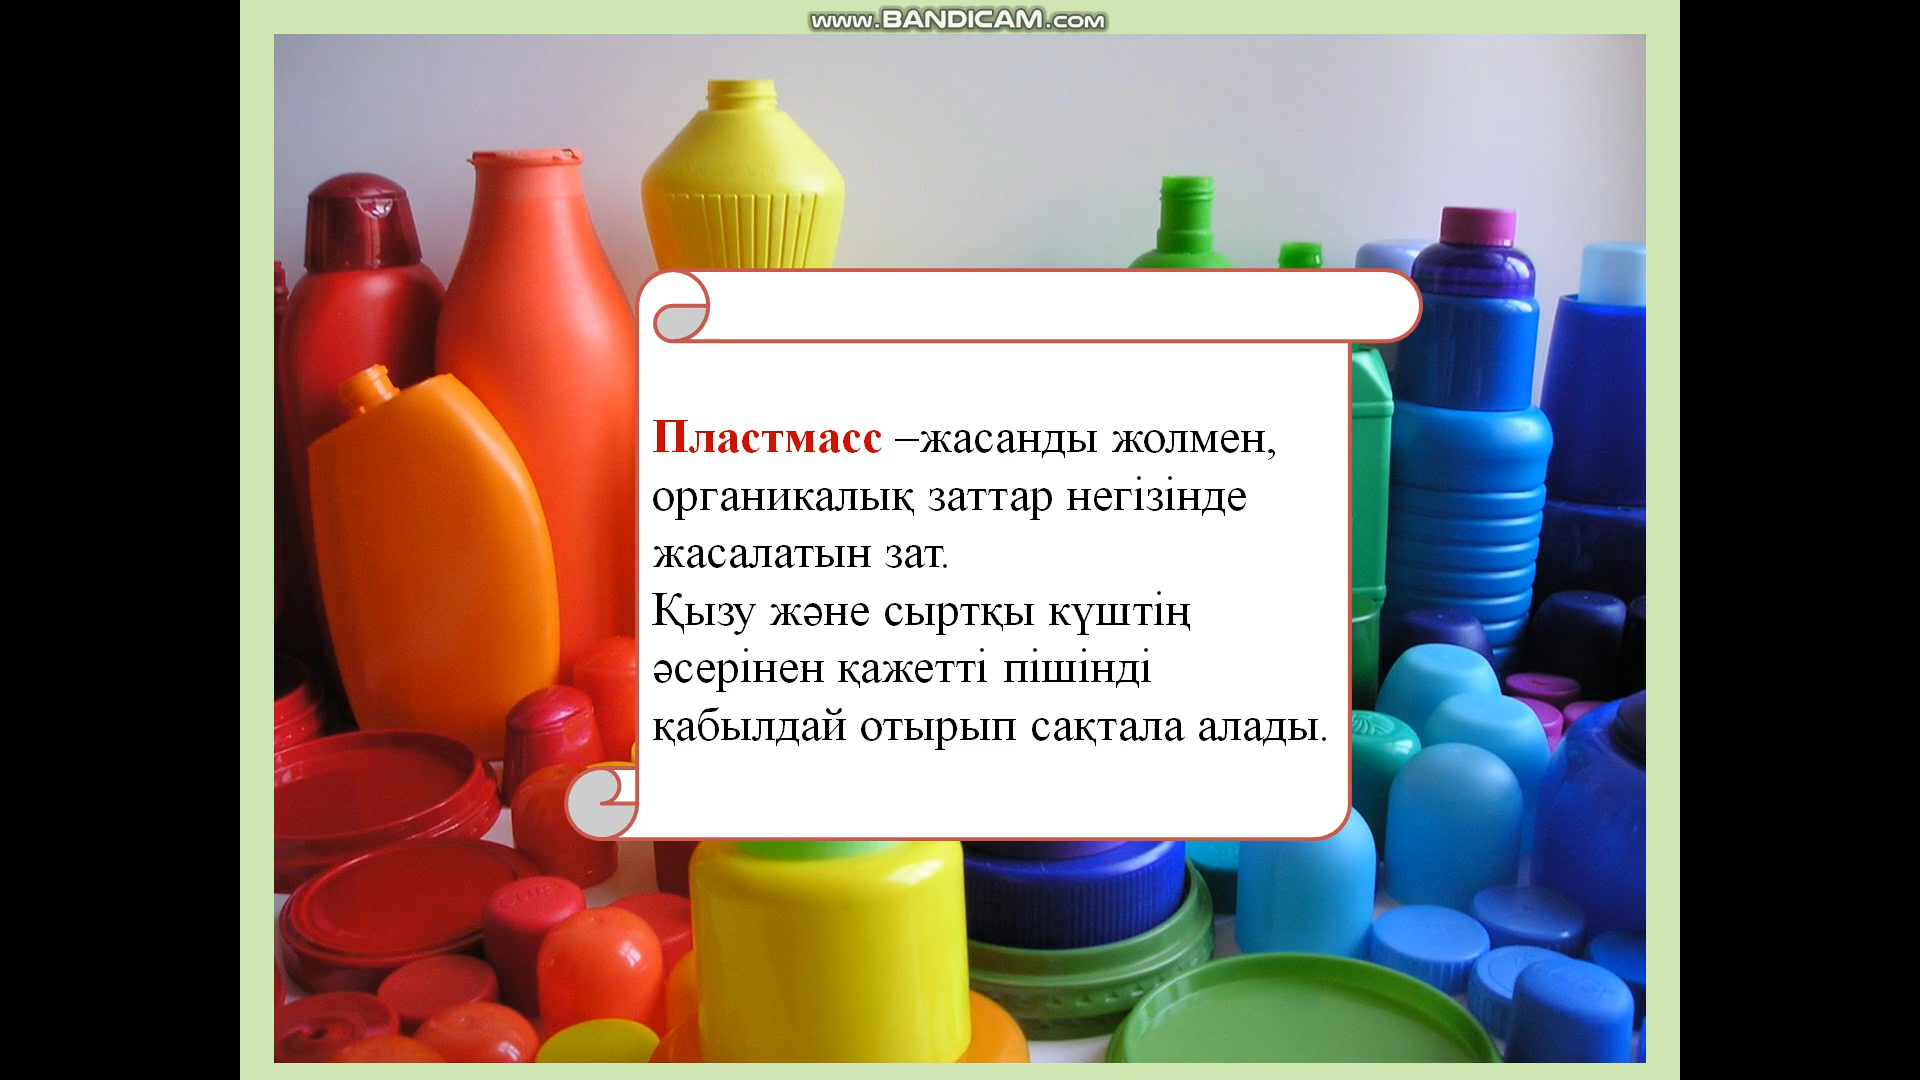 www.BANDICAM.com
Пластмасс –жасанды жолмен,
органикалық заттар негізінде
жасалатын зат.
Қызу және сыртқы күштің
әсерінен қажетті пішінді
қабылдай отырып сақтала алады.